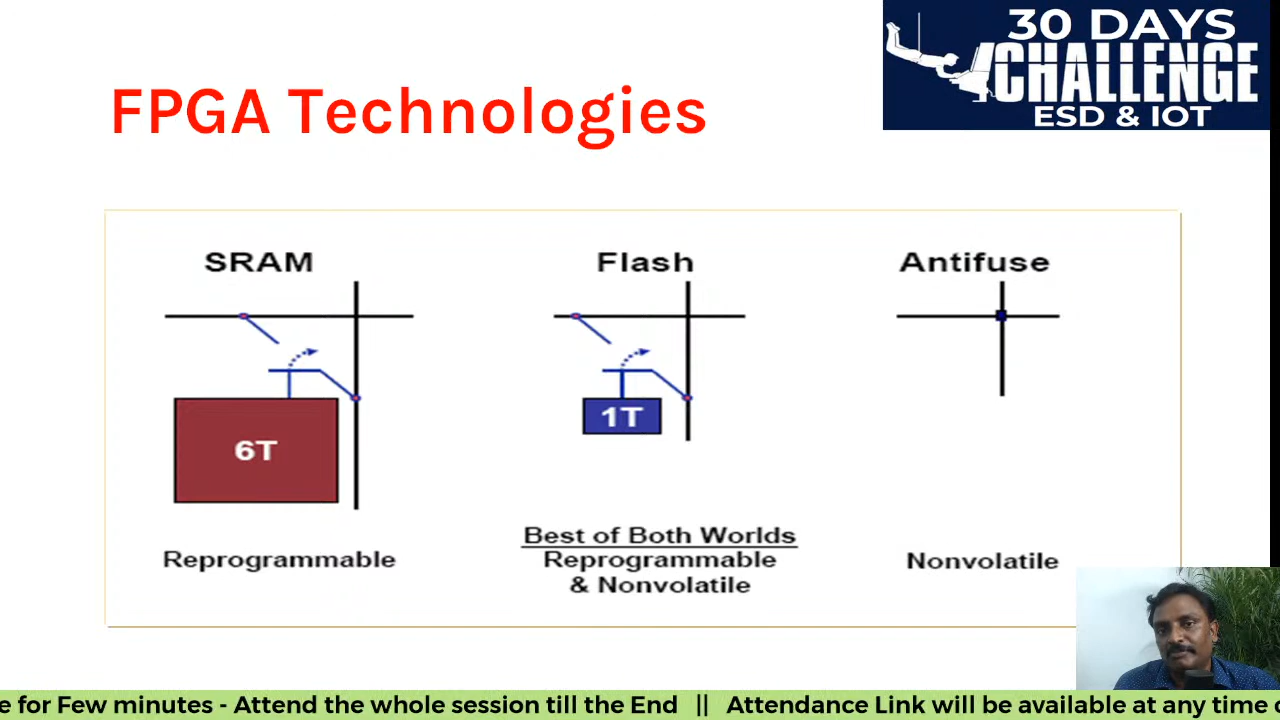 30 DAYS
CHALLENGE
ESD & IOT
FPGA Technologies
SRAM
Flash
Antifuse
6T
1T
Reprogrammable
Best of Both Worlds
Reprogrammable
& Nonvolatile
Nonvolatile
e for Few minutes - Attend the whole session till the End || Attendance Link will be available at any time